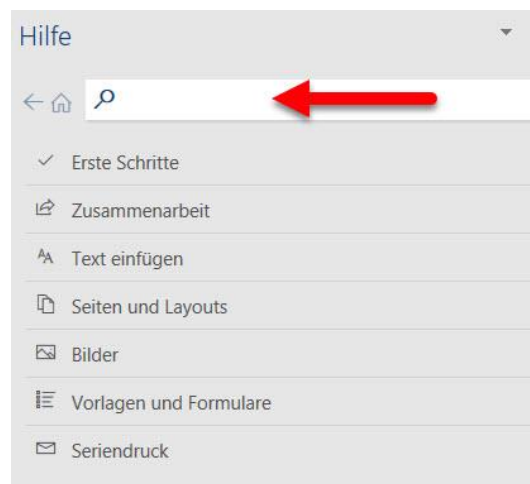 Hilfe
Erste Schritte
Zusammenarbeit
Text einfügen
Seiten und Layouts
Bilder
Vorlagen und Formulare
Seriendruck